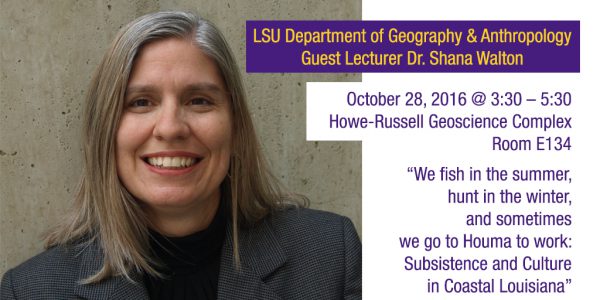 LSU Department of Geography & Anthropology
Guest Lecturer Dr. Shana Walton
October 28, 2016 @ 3:30 – 5:30
Howe-Russell Geoscience Complex
Room E134
“We fish in the summer,
hunt in the winter,
and sometimes
we go to Houma to work:
Subsistence and Culture
in Coastal Louisiana”